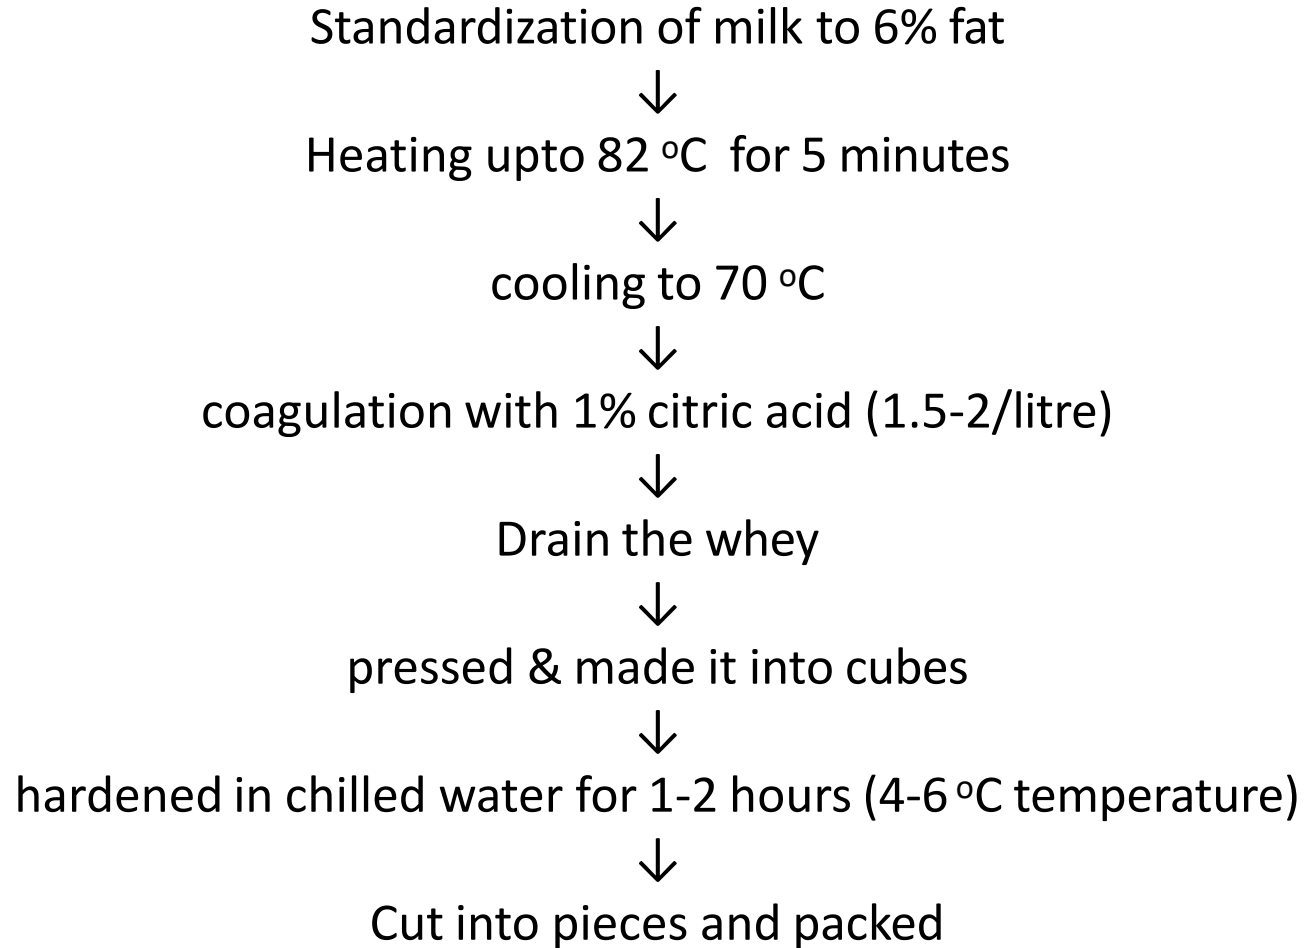 Standardization of milk to 6% fat
↓
Heating upto 82 ºC for 5 minutes
↓
cooling to 70 ºC
↓
coagulation with 1% citric acid (1.5-2/litre)
↓
Drain the whey
↓
pressed & made it into cubes
↓
hardened in chilled water for 1-2 hours (4-6 ºC temperature)
↓
Cut into pieces and packed